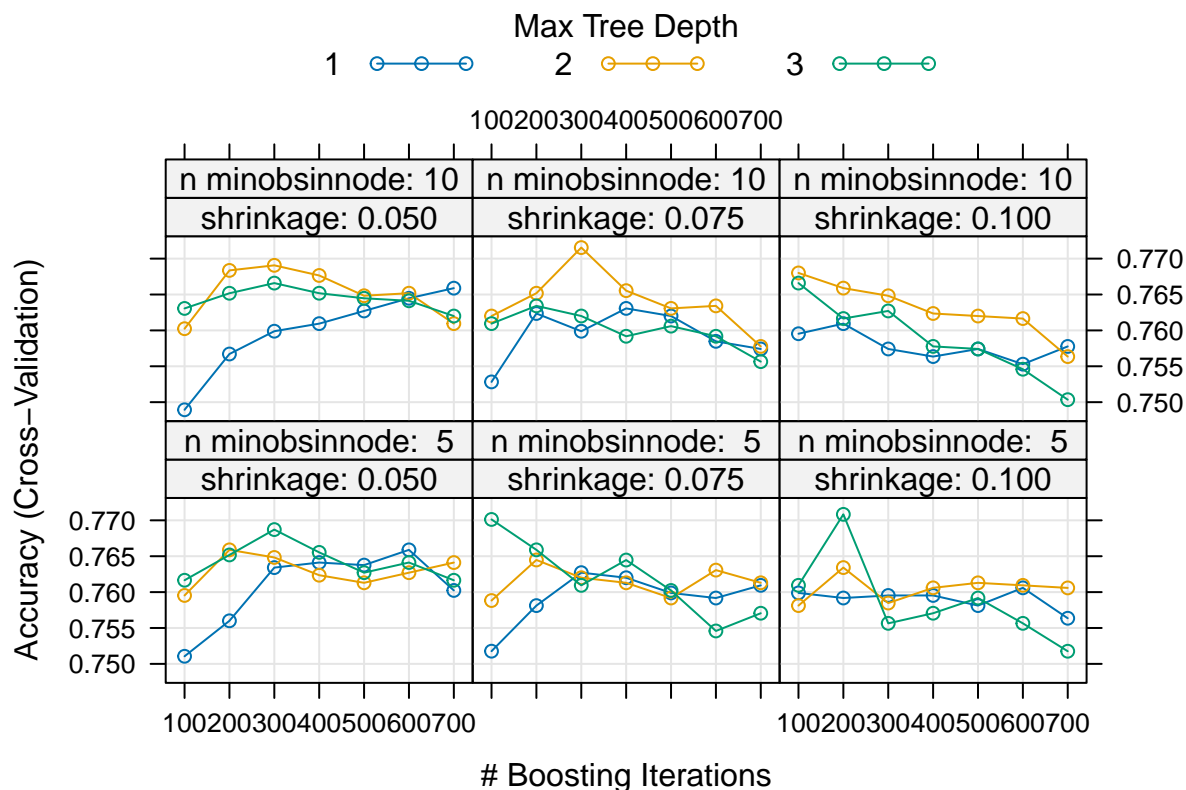 Max Tree Depth
1 2 3
100200300400500600700
n minobsinnode: 10 n minobsinnode: 10 n minobsinnode: 10
shrinkage: 0.050 shrinkage: 0.075 shrinkage: 0.100
0.770
0.765
0.760
0.755
0.750
n minobsinnode: 5 n minobsinnode: 5 n minobsinnode: 5
shrinkage: 0.050 shrinkage: 0.075 shrinkage: 0.100
0.770
0.765
0.760
0.755
0.750
Accuracy (Cross−Validation)
100200300400500600700 100200300400500600700
# Boosting Iterations